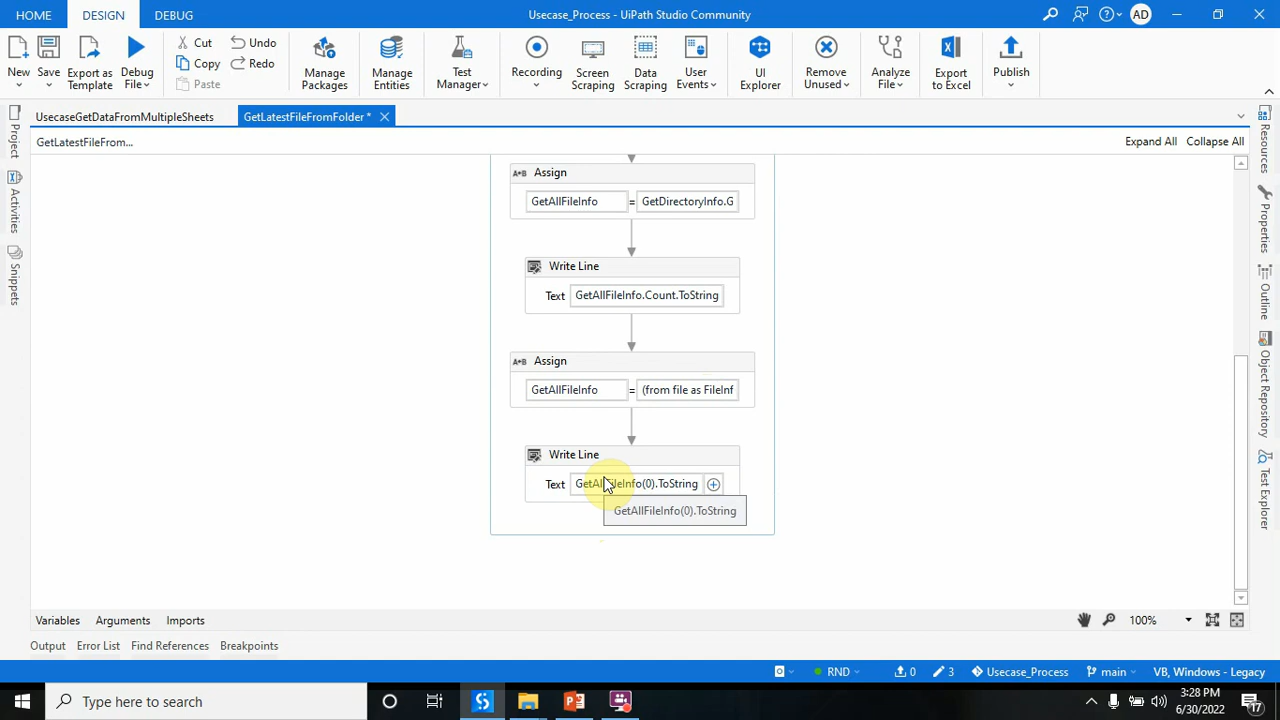 HOME
DESIGN
DEBUG
Usecase_Process - UiPath Studio Community
AD
New
Save
Export as
Template
Debug
File
Cut
Copy
Paste
Undo
Redo
Manage
Packages
Manage
Entities
Test
Manager
Recording
Screen
Scraping
Data
Scraping
User
Events
UI
Explorer
Remove
Unused
Analyze
File
Export
to Excel
Publish
UsecaseGetDataFromMultipleSheets
GetLatestFileFromFolder *
GetLatestFileFrom...
Expand All
Collapse All
Project
Activities
Snippets
Resources
Properties
Outline
Object Repository
Test Explorer
A+B Assign
GetAllFileInfo = GetDirectoryInfo.G
Write Line
Text GetAllFileInfo.Count.ToString
A+B Assign
GetAllFileInfo = (from file as FileInf
Write Line
Text GetAllFileInfo(0).ToString
GetAllFileInfo(0).ToString
Variables
Arguments
Imports
100%
Output
Error List
Find References
Breakpoints
RND
0
3
Usecase_Process
main
VB, Windows - Legacy
Type here to search
3:28 PM
6/30/2022
17